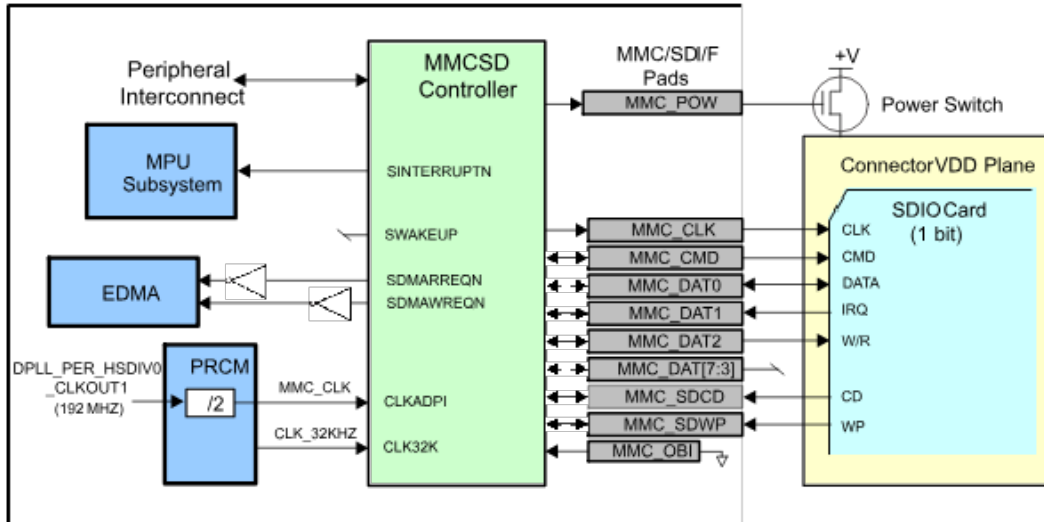 Peripheral
Interconnect
MPU
Subsystem
EDMA
DPLL_PER_HSDIV0
_CLKOUT1
(192 MHZ)
PRCM
/2
MMC_CLK
CLK_32KHZ
MMCSD
Controller
SINTERRUPTN
SWAKEUP
SDMARREQN
SDMAWREQN
CLKADPI
CLK32K
MMC/SDI/F
Pads
MMC_POW
MMC_CLK
MMC_CMD
MMC_DAT0
MMC_DAT1
MMC_DAT2
MMC_DAT[7:3]
MMC_SDCD
MMC_SDWP
MMC_OBI
+V
Power Switch
ConnectorVDD Plane
SDIOCard
(1 bit)
CLK
CMD
DATA
IRQ
W/R
CD
WP